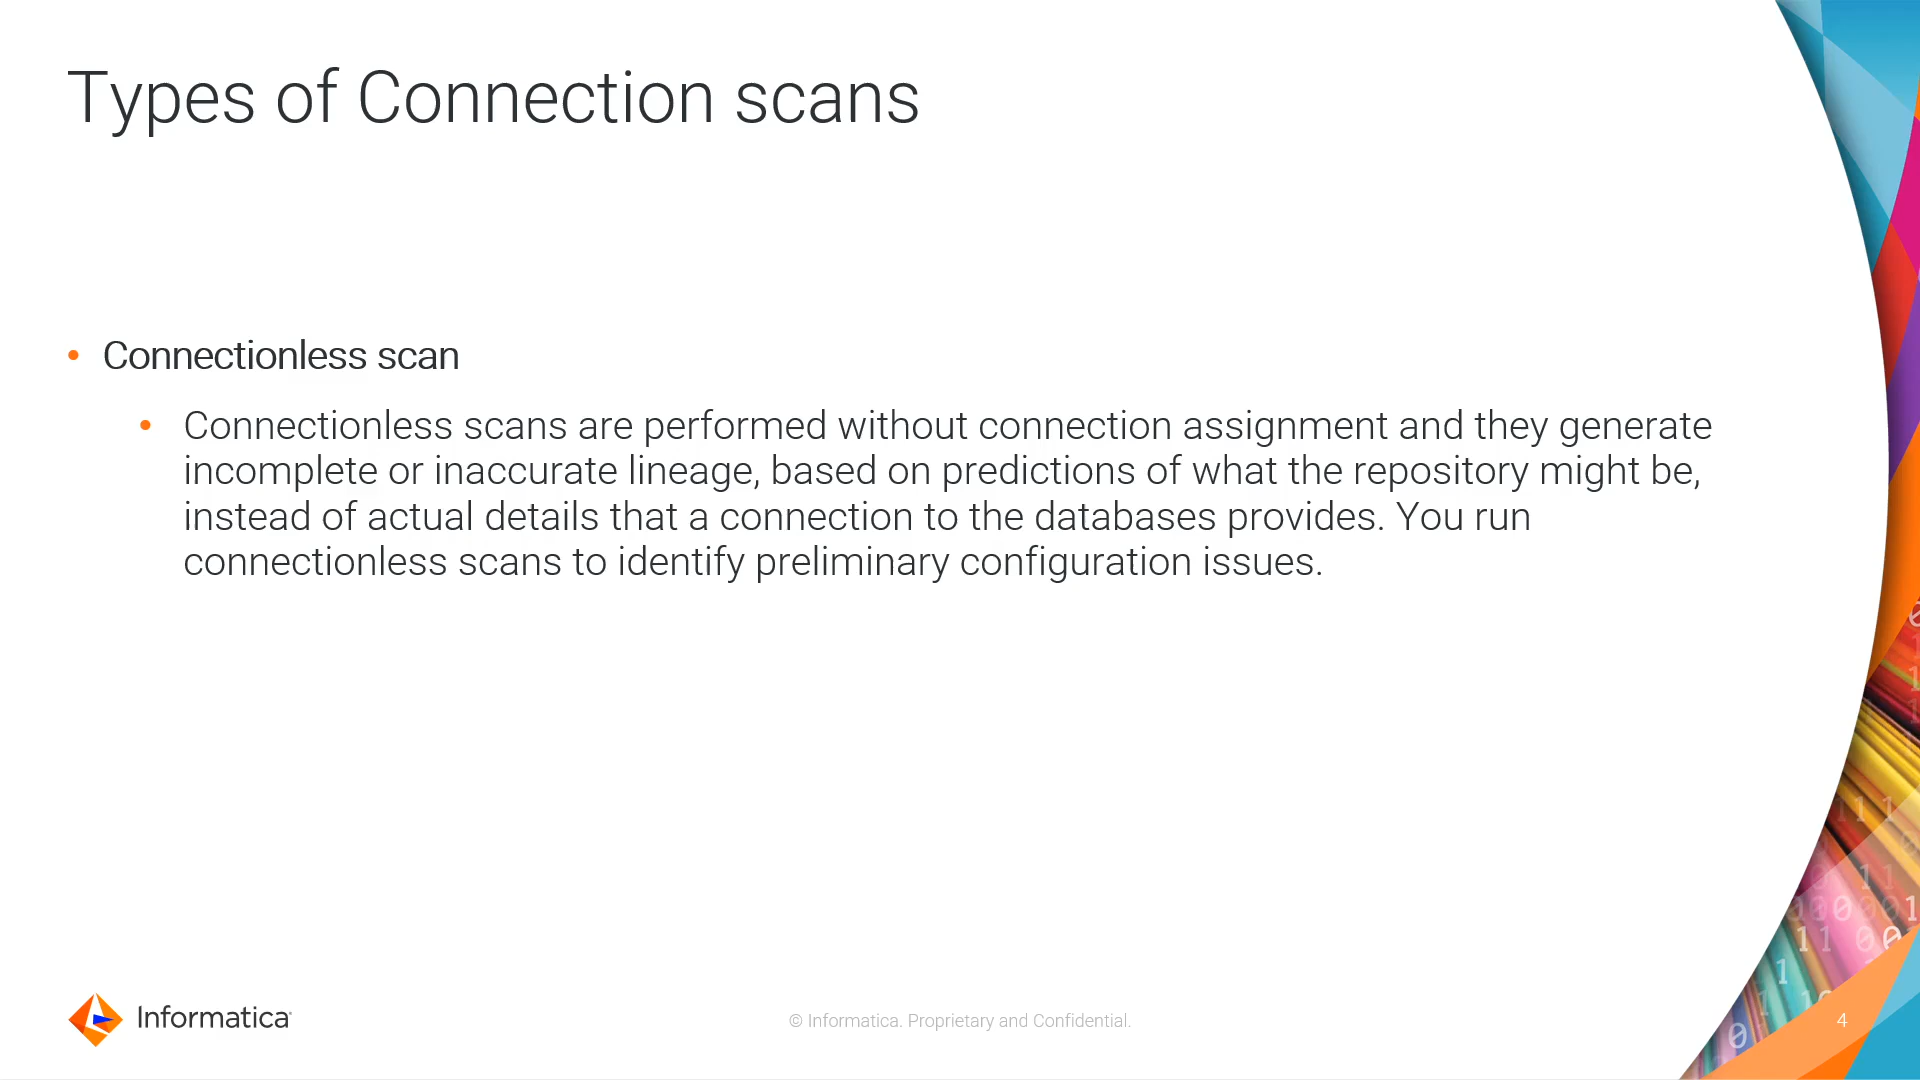 Types of Connection scans
• Connectionless scan
• Connectionless scans are performed without connection assignment and they generate
incomplete or inaccurate lineage, based on predictions of what the repository might be,
instead of actual details that a connection to the databases provides. You run
connectionless scans to identify preliminary configuration issues.
Informatica
© Informatica. Proprietary and Confidential.
4